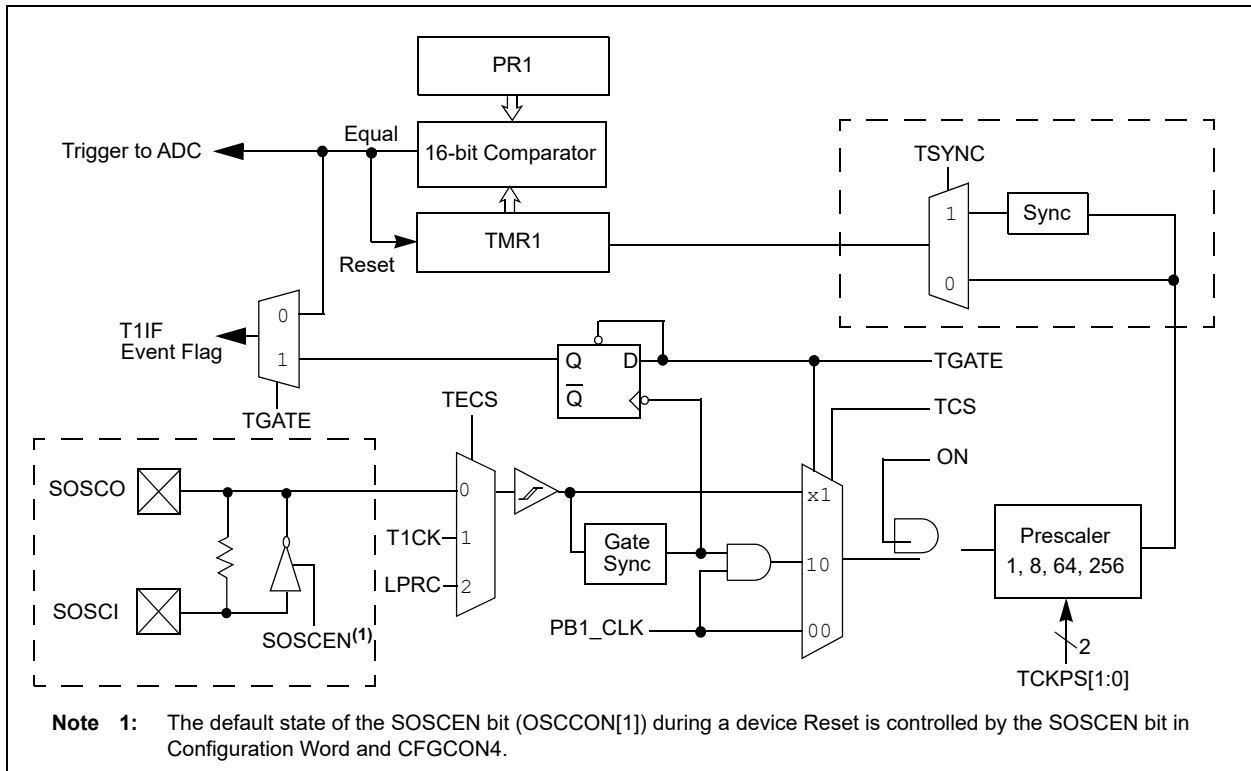 PR1
Equal
Trigger to ADC
16-bit Comparator
TSYNC
1
Sync
TMR1
Reset
0
T1IF
Event Flag
0
1
Q
D
Q
TGATE
TGATE
TECS
TCS
ON
SOSCO
0
x1
T1CK
1
Gate
Sync
10
Prescaler
1, 8, 64, 256
LPRC
2
SOSCI
SOSCEN(1)
PB1_CLK
00
2
TCKPS[1:0]
Note 1: The default state of the SOSCEN bit (OSCCON[1]) during a device Reset is controlled by the SOSCEN bit in
Configuration Word and CFGCON4.